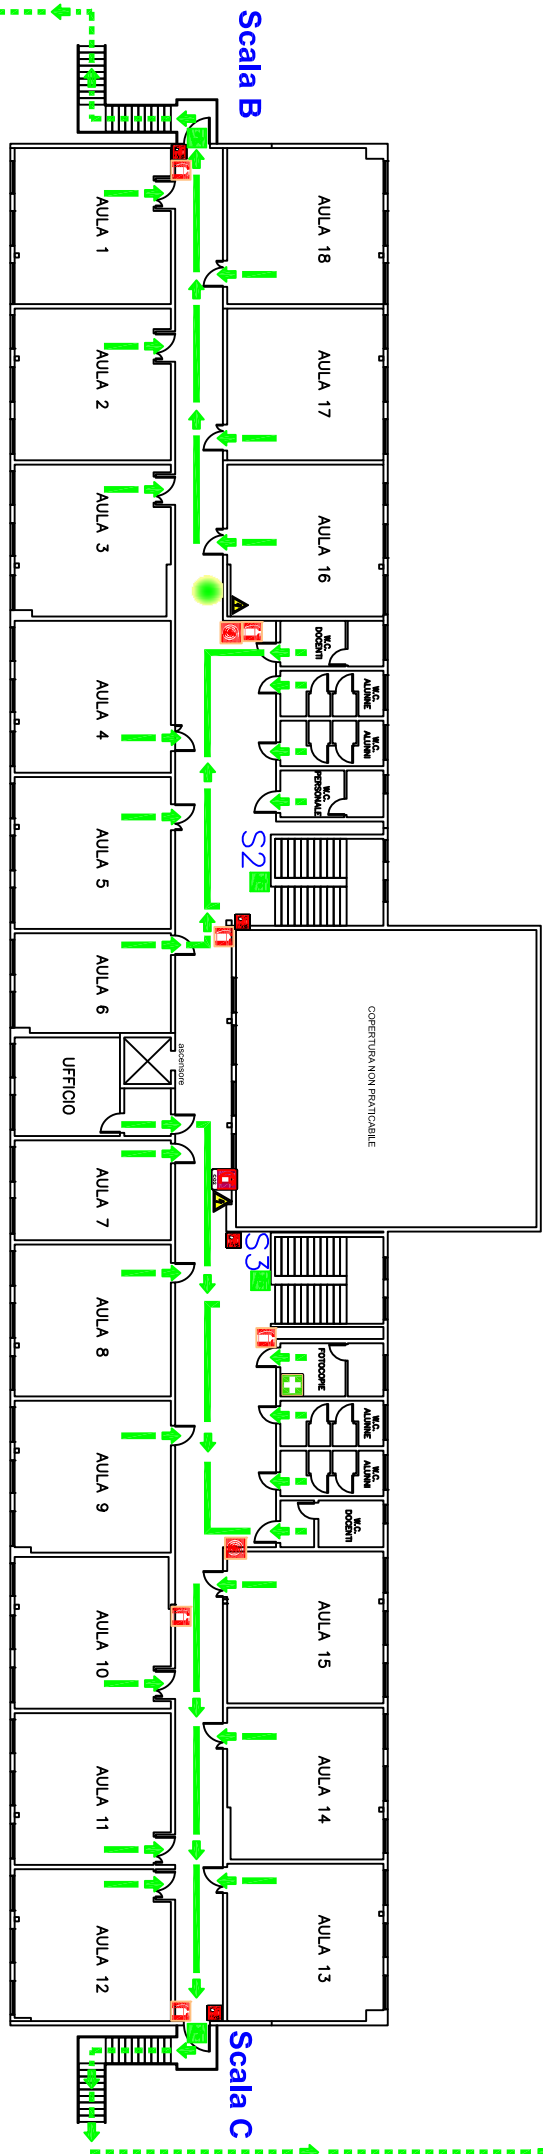 Scala B
AULA 1
AULA 18
AULA 2
AULA 17
AULA 3
AULA 16
W.C.
DOCENTI
AULA 4
W.C.
ALUNNE
W.C.
ALUNNI
W.C.
PERSONALE
AULA 5
S2
AULA 6
COPERTURA NON PRATICABILE
ascensore
UFFICIO
AULA 7
S3
AULA 8
FOTOCOPIE
W.C.
ALUNNE
AULA 9
W.C.
ALUNNI
W.C.
DOCENTI
AULA 10
AULA 15
AULA 11
AULA 14
AULA 12
AULA 13
Scala C